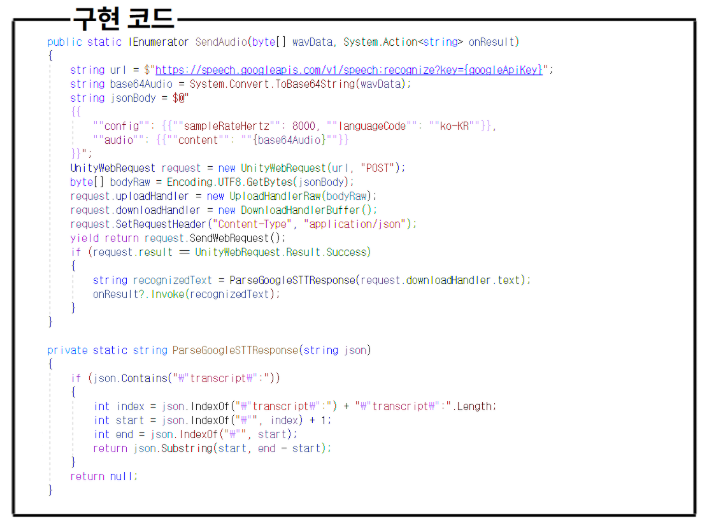 구현 코드
public static IEnumerator SendAudio(byte[] wavData, System.Action<string> onResult)
{
string url = $"https://speech.googleapis.com/v1/speech:recognize?key={googleApiKey}";
string base64Audio = System.Convert.ToBase64String(wavData);
string jsonBody = $@"
{{
""config"": {{""sampleRateHertz"": 8000, ""languageCode"": ""ko-KR""}},
""audio"": {{""content"": ""{base64Audio}""}}
}}";
UnityWebRequest request = new UnityWebRequest(url, "POST");
byte[] bodyRaw = Encoding.UTF8.GetBytes(jsonBody);
request.uploadHandler = new UploadHandlerRaw(bodyRaw);
request.downloadHandler = new DownloadHandlerBuffer();
request.SetRequestHeader("Content-Type", "application/json");
yield return request.SendWebRequest();
if (request.result == UnityWebRequest.Result.Success)
{
string recognizedText = ParseGoogleSTTResponse(request.downloadHandler.text);
onResult?.Invoke(recognizedText);
}
}
private static string ParseGoogleSTTResponse(string json)
{
if (json.Contains("₩"transcript₩":"))
{
int index = json.IndexOf("₩"transcript₩":") + "₩"transcript₩":".Length;
int start = json.IndexOf("₩"", index) + 1;
int end = json.IndexOf("₩"", start);
return json.Substring(start, end - start);
}
return null;
}